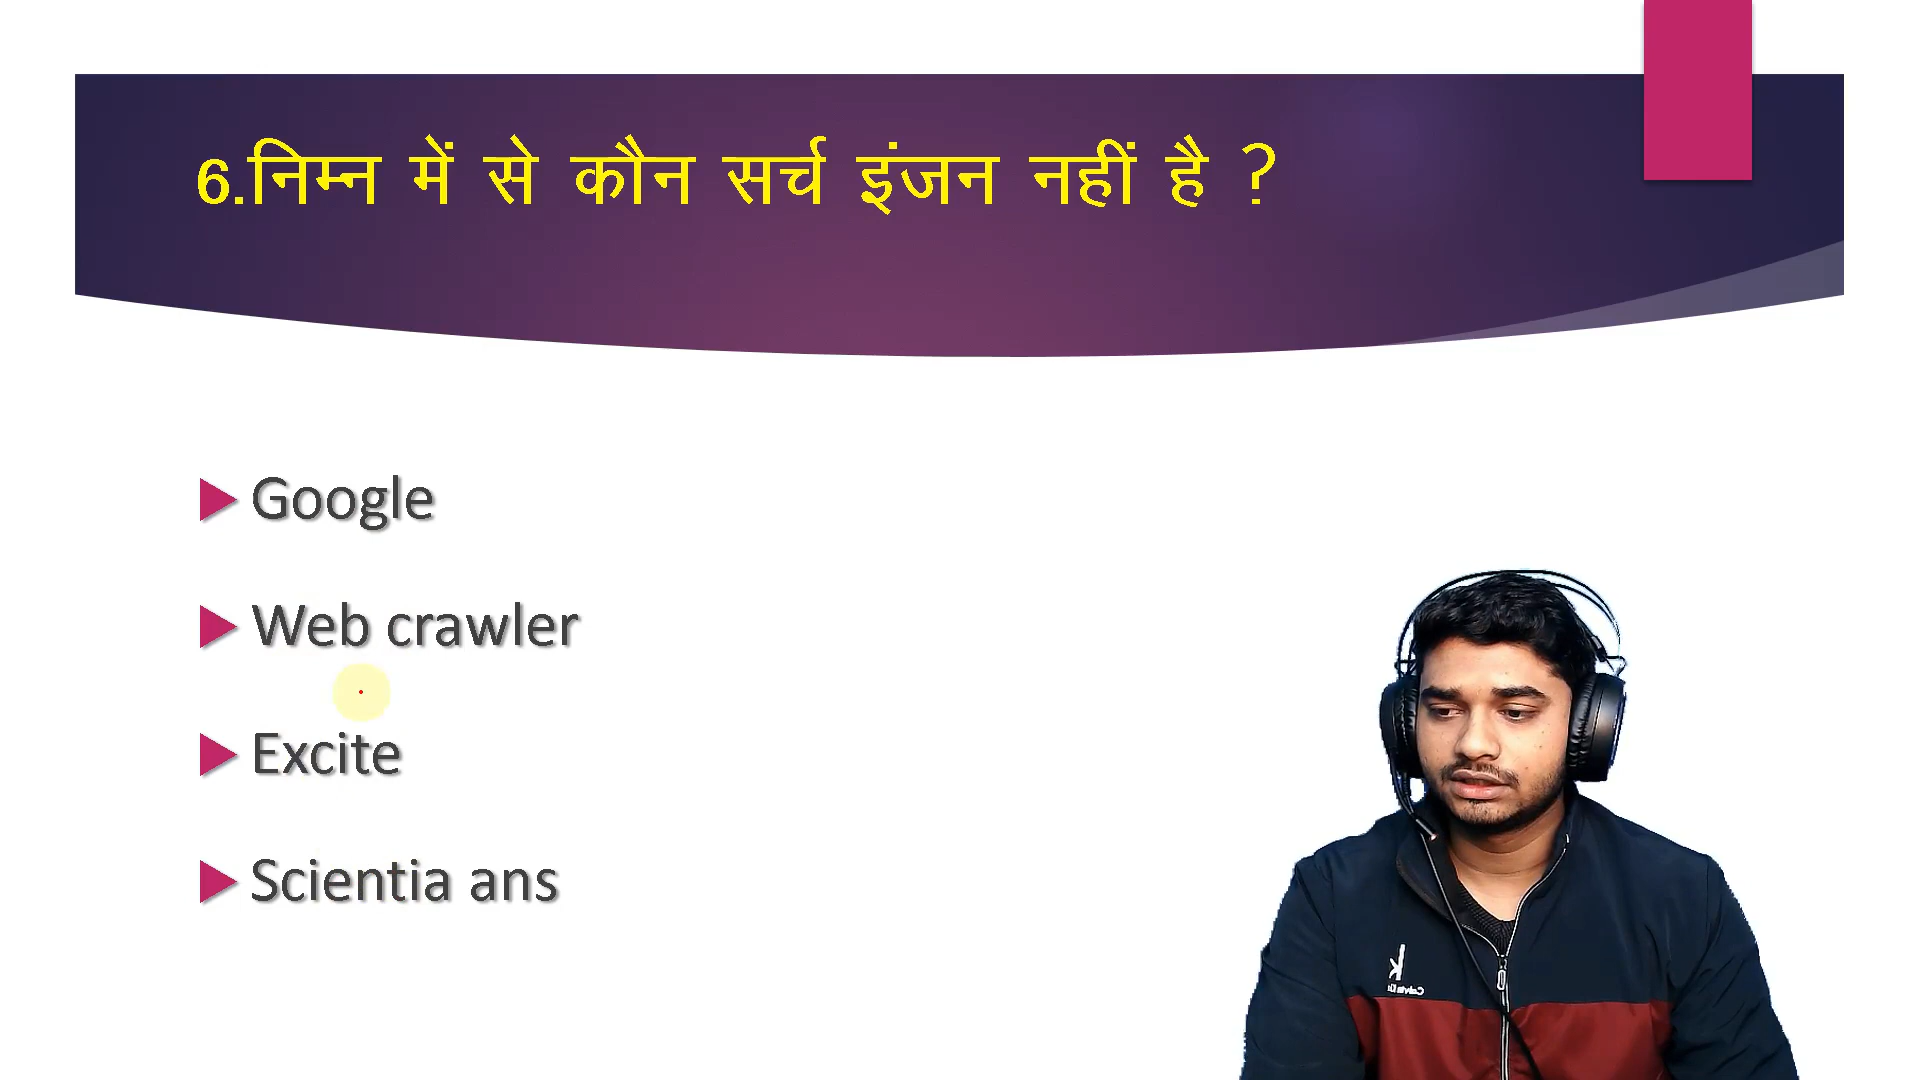 6.निम्न में से कौन सर्च इंजन नहीं है ?
Google
Web crawler
Excite
Scientia ans